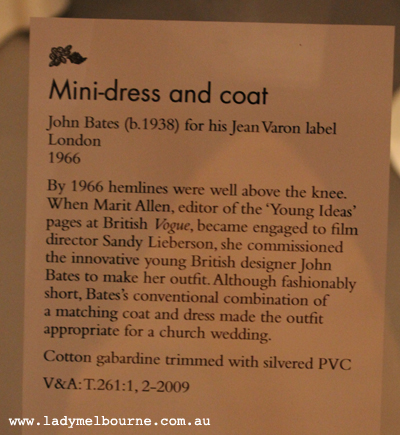 Mini-dress and coat
John Bates (b.1938) for his Jean Varon label
London
1966
By 1966 hemlines were well above the knee.
When Marit Allen, editor of the ‘Young Ideas’
pages at British Vogue, became engaged to film
director Sandy Lieberson, she commissioned
the innovative young British designer John
Bates to make her outfit. Although fashionably
short, Bates’s conventional combination of
a matching coat and dress made the outfit
appropriate for a church wedding.
Cotton gabardine trimmed with silvered PVC
V&A: T.261:1, 2–2009
www.ladymelbourne.com.au